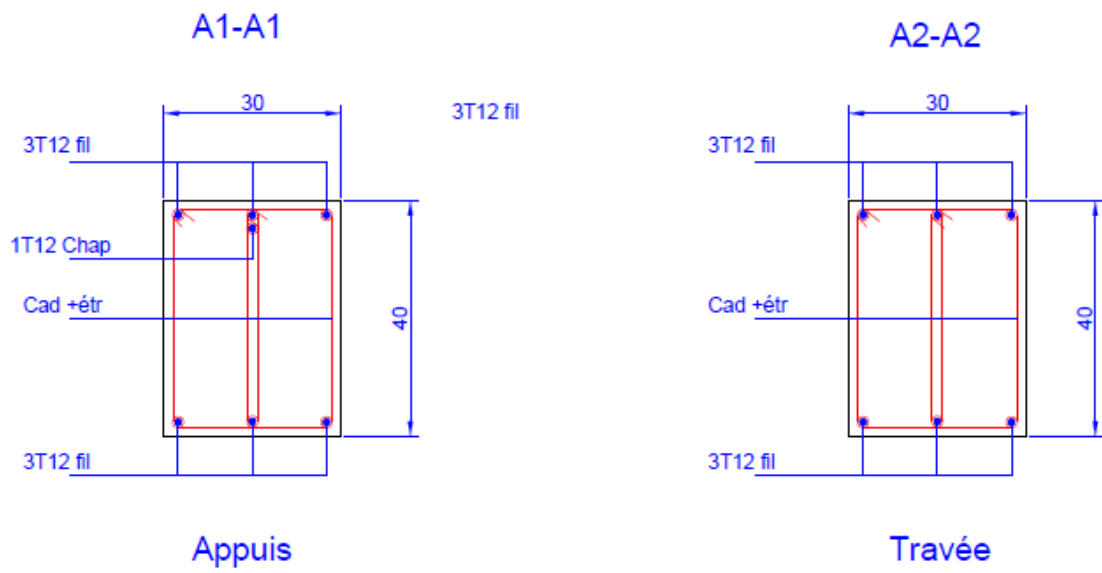 A1-A1
30
3T12 fil
3T12 fil
1T12 Chap
Cad +étr
40
3T12 fil
Appuis
A2-A2
30
3T12 fil
Cad +étr
40
3T12 fil
Travée